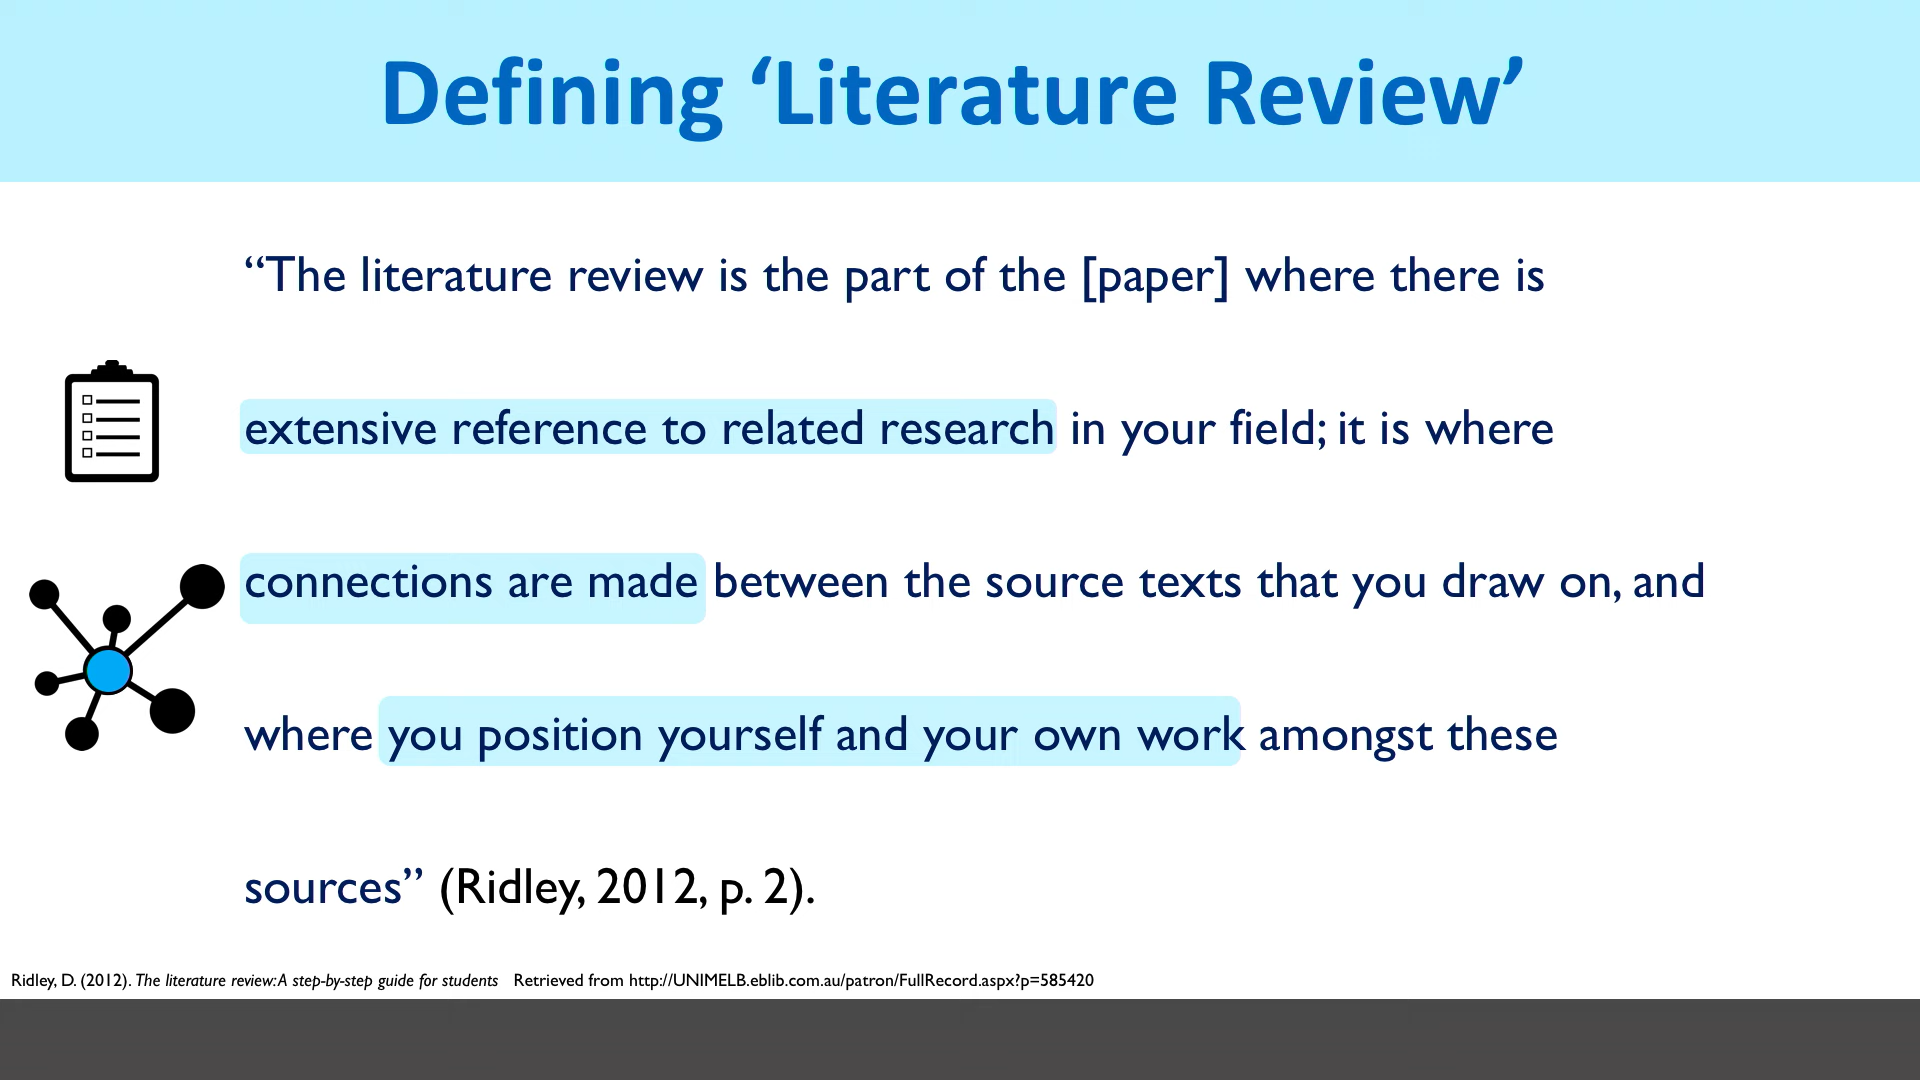 Defining ‘Literature Review’
“The literature review is the part of the [paper] where there is
extensive reference to related research in your field; it is where
connections are made between the source texts that you draw on, and
where you position yourself and your own work amongst these
sources” (Ridley, 2012, p. 2).
Ridley, D. (2012). The literature review: A step-by-step guide for students Retrieved from http://UNIMELB.eblib.com.au/patron/FullRecord.aspx?p=585420